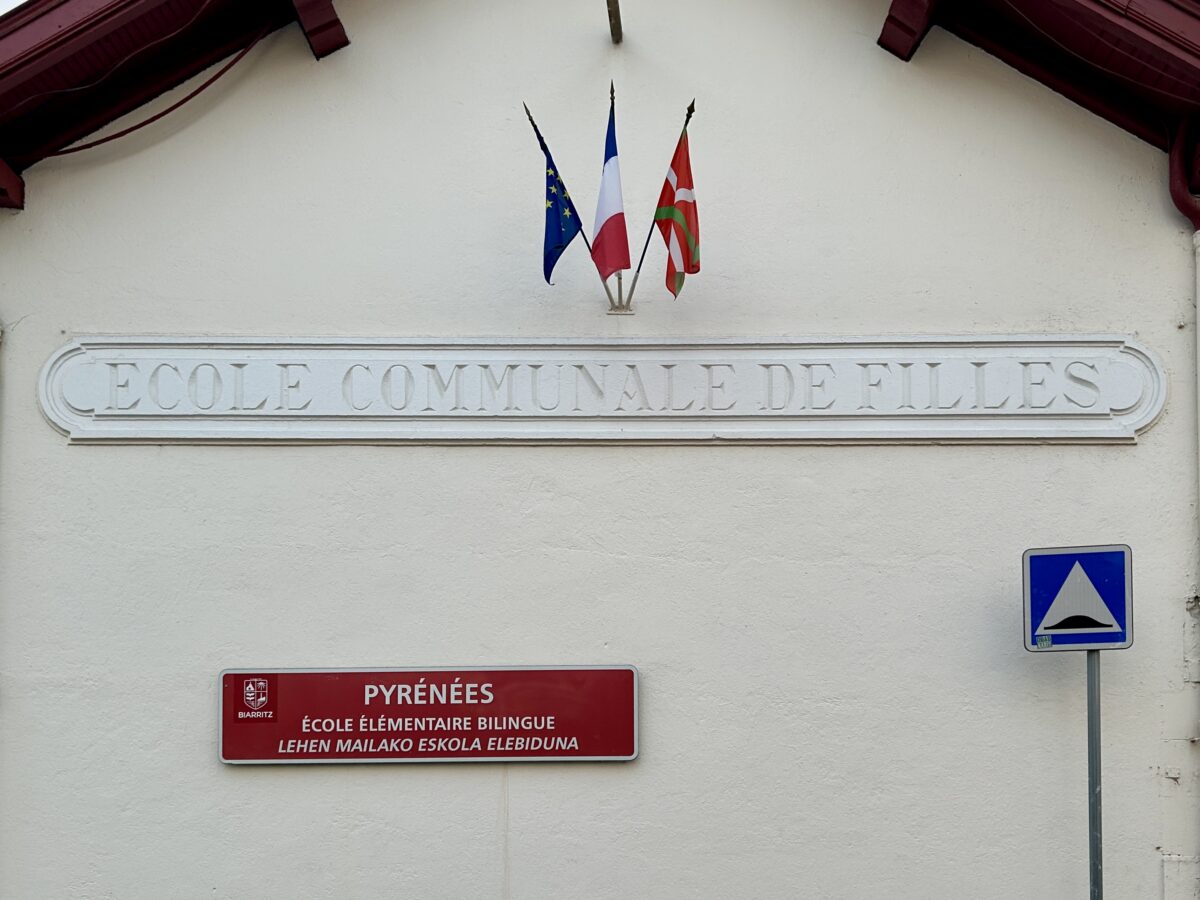 ECOLE COMMUNALE DE FILLES
BIARRITZ
PYRÉNÉES
ÉCOLE ÉLÉMENTAIRE BILINGUE
LEHEN MAILAKO ESKOLA ELEBIDUNA